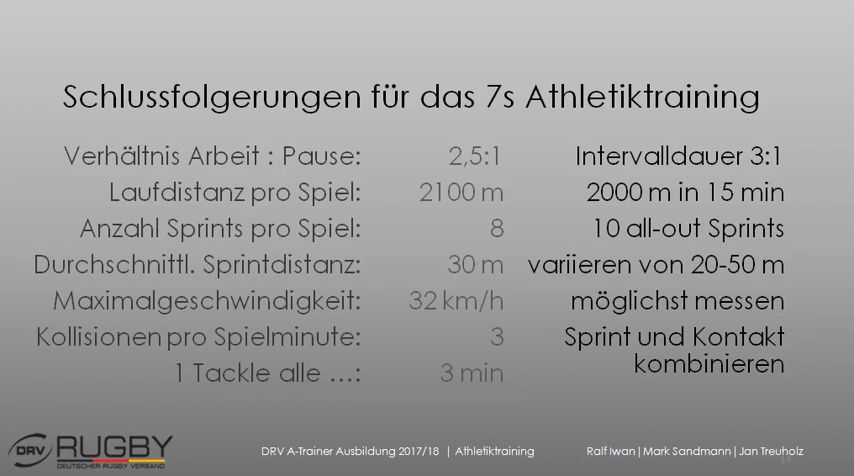 Schlussfolgerungen für das 7s Athletiktraining
Verhältnis Arbeit : Pause: 2,5:1 Intervalldauer 3:1
Laufdistanz pro Spiel: 2100 m 2000 m in 15 min
Anzahl Sprints pro Spiel: 8 10 all-out Sprints
Durchschnittl. Sprintdistanz: 30 m variieren von 20-50 m
Maximalgeschwindigkeit: 32 km/h möglichst messen
Kollisionen pro Spielminute: 3 Sprint und Kontakt
kombinieren
1 Tackle alle …: 3 min
DRV RUGBY
DEUTSCHER RUGBY VERBAND
DRV A-Trainer Ausbildung 2017/18 | Athletiktraining Ralf Iwan|Mark Sandmann|Jan Treuholz